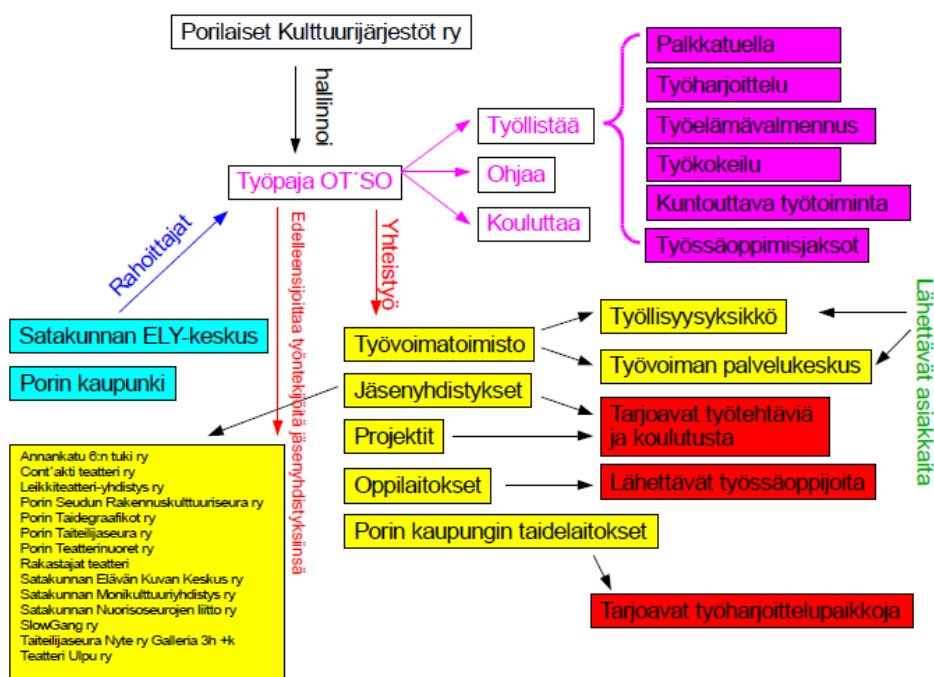 Porilaiset Kulttuurijärjestöt ry
hallinnoi
Työpaja OT´SO
Työllistää
Ohjaa
Kouluttaa
Palkkatuella
Työharjoittelu
Työelämävalmennus
Työkokeilu
Kuntouttava työtoiminta
Työssäoppimisjaksot
Rahoittajat
Satakunnan ELY-keskus
Porin kaupunki
Edelleensijoittaa työntekijöitä jäsenyhdistyksiinsä
Yhteistyö
Työvoimatoimisto
Jäsenyhdistykset
Projektit
Oppilaitokset
Porin kaupungin taidelaitokset
Työllisyysyksikkö
Työvoiman palvelukeskus
Tarjoavat työtehtäviä
ja koulutusta
Lähettävät työssäoppijoita
Tarjoavat työharjoittelupaikkoja
Lähettävät asiakkaita
Annankatu 6:n tuki ry
Cont´akti teatteri ry
Leikkiteatteri-yhdistys ry
Porin Seudun Rakennuskulttuuriseura ry
Porin Taidegraafikot ry
Porin Taiteilijaseura ry
Porin Teatterinuoret ry
Rakastajat teatteri
Satakunnan Elävän Kuvan Keskus ry
Satakunnan Monikulttuuriyhdistys ry
Satakunnan Nuorisoseurojen liitto ry
SlowGang ry
Taiteilijaseura Nyte ry Galleria 3h +k
Teatteri Ulpu ry